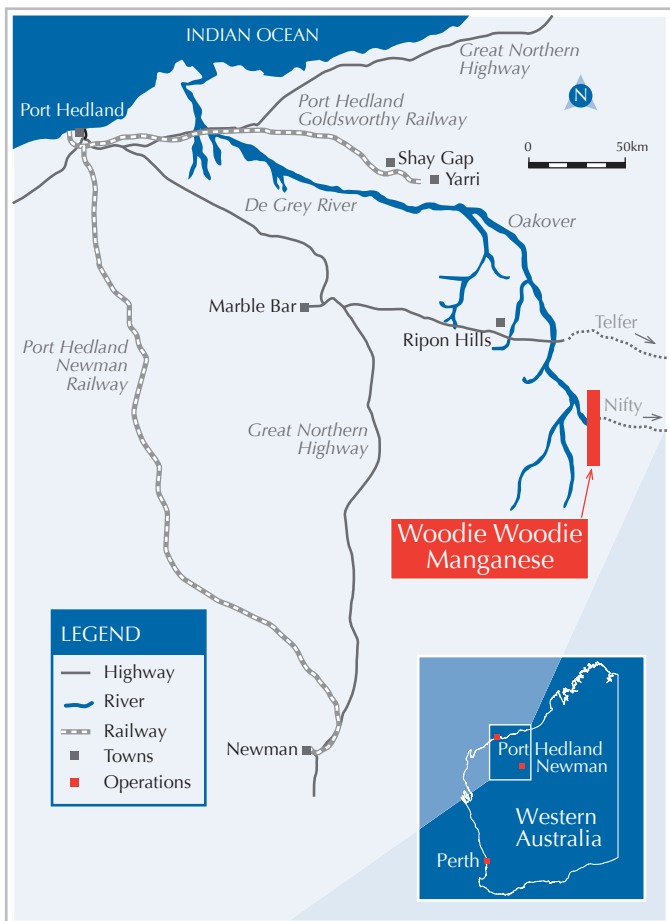 INDIAN OCEAN
Great Northern
Highway
N
Port Hedland
Port Hedland
Goldsworthy Railway
0
50km
Shay Gap
Yarri
De Grey River
Oakover
Marble Bar
Ripon Hills
Telfer
Port Hedland
Newman
Railway
Nifty
Great Northern
Highway
Woodie Woodie
Manganese
LEGEND
Highway
River
Railway
Towns
Operations
Newman
Port Hedland
Newman
Western
Australia
Perth